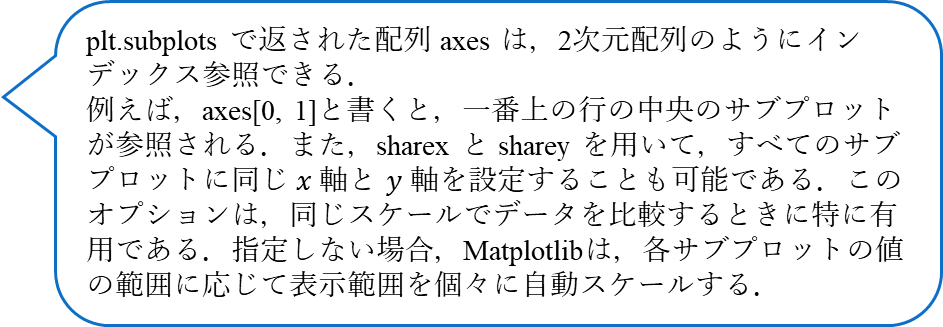 plt.subplots で返された配列 axes は，2次元配列のようにイン
デックス参照できる．
例えば，axes[0, 1]と書くと，一番上の行の中央のサブプロット
が参照される．また，sharex と sharey を用いて，すべてのサブ
プロットに同じ x 軸と y 軸を設定することも可能である．この
オプションは，同じスケールでデータを比較するときに特に有
用である．指定しない場合，Matplotlibは，各サブプロットの値
の範囲に応じて表示範囲を個々に自動スケールする．